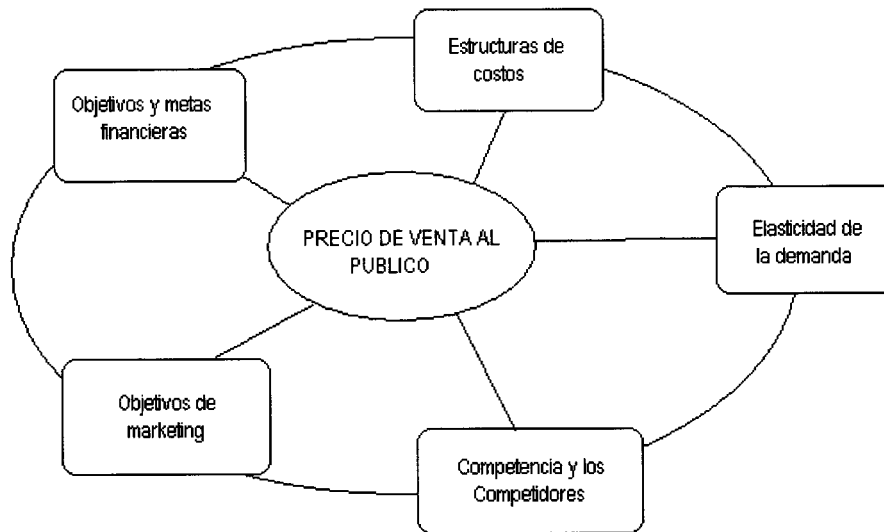 Estructuras de
costos
Objetivos y metas
financieras
PRECIO DE VENTA AL
PUBLICO
Elasticidad de
la demanda
Objetivos de
marketing
Competencia y los
Competidores